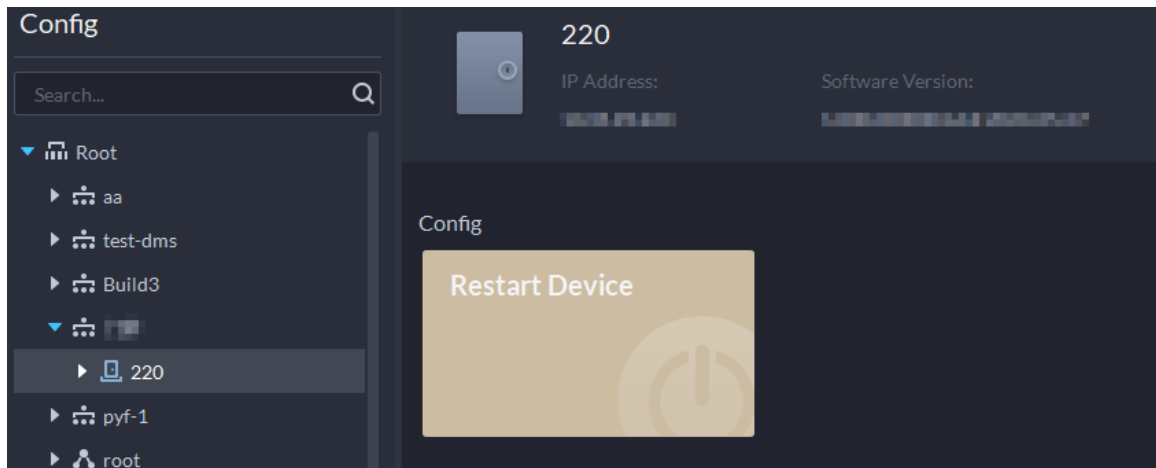 Config
Search...
Root
aa
test-dms
Build3
220
pyf-1
root
220
IP Address:
Software Version:
Config
Restart Device